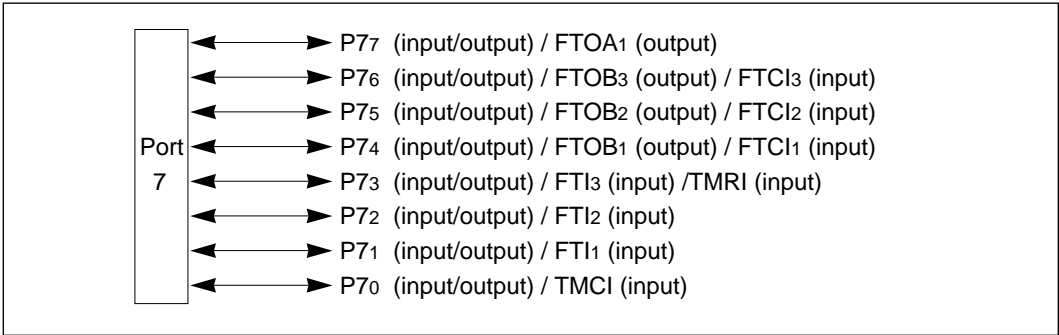 P7₇ (input/output) / FTOA₁ (output)
P7₆ (input/output) / FTOB₃ (output) / FTCI₃ (input)
P7₅ (input/output) / FTOB₂ (output) / FTCI₂ (input)
Port
P7₄ (input/output) / FTOB₁ (output) / FTCI₁ (input)
7
P7₃ (input/output) / FTI₃ (input) /TMRI (input)
P7₂ (input/output) / FTI₂ (input)
P7₁ (input/output) / FTI₁ (input)
P7₀ (input/output) / TMCI (input)